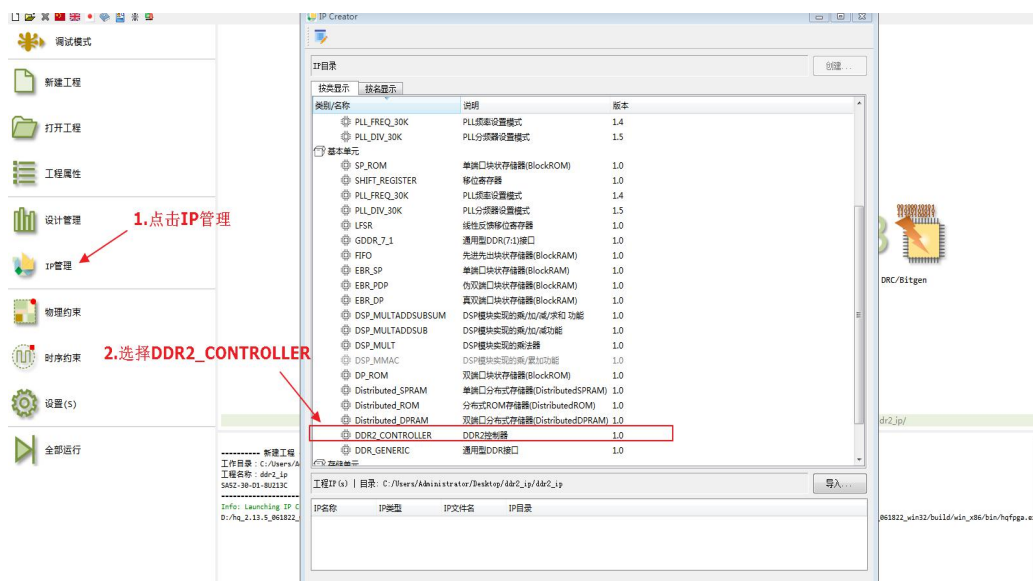 IP Creator
调试模式
新建工程
打开工程
工程属性
设计管理
1.点击IP管理
IP管理
物理约束
2.选择DDR2_CONTROLLER
时序约束
设置(S)
全部运行
IP目录
创建...
按类显示 按名显示
类别/名称 说明 版本
PLL_FREQ_30K PLL频率设置模式 1.4
PLL_DIV_30K PLL分频器设置模式 1.5
基本单元
SP_ROM 单端口块状存储器(BlockROM) 1.0
SHIFT_REGISTER 移位寄存器 1.0
PLL_FREQ_30K PLL频率设置模式 1.4
PLL_DIV_30K PLL分频器设置模式 1.5
LFSR 线性反馈移位寄存器 1.0
GDDR_7_1 通用型DDR(7:1)接口 1.0
FIFO 先进先出块状存储器(BlockRAM) 1.0
EBR_SP 单端口块状存储器(BlockRAM) 1.0
EBR_PDP 伪双端口块状存储器(BlockRAM) 1.0
EBR_DP 真双端口块状存储器(BlockRAM) 1.0
DSP_MULTADDSUBSUM DSP模块实现的乘/加/减/求和 功能 1.0
DSP_MULTADDSUB DSP模块实现的乘/加/减功能 1.0
DSP_MULT DSP模块实现的乘法器 1.0
DSP_MMAC DSP模块实现的乘/累加功能 1.0
DP_ROM 双端口块状存储器(BlockROM) 1.0
Distributed_SPRAM 单端口分布式存储器(DistributedSPRAM) 1.0
Distributed_ROM 分布式ROM存储器(DistributedROM) 1.0
Distributed_DPRAM 双端口分布式存储器(DistributedDPRAM) 1.0
DDR2_CONTROLLER DDR2控制器 1.0
DDR_GENERIC 通用型DDR接口 1.0
存储单元
工程IP(s) | 目录: C:/Users/Administrator/Desktop/ddr2_ip/ddr2_ip
导入...
IP名称 IP类型 IP文件名 IP目录
DRC/Bitgen
dr2_ip/
---------- 新建工程
工作目录：C:/Users/A
工程名称：ddr2_ip
SA5Z-30-D1-8U213C
Info: Launching IP C
D:/hq_2.13.5_061822_
_061822_win32/build/win_x86/bin/hqfpga.e